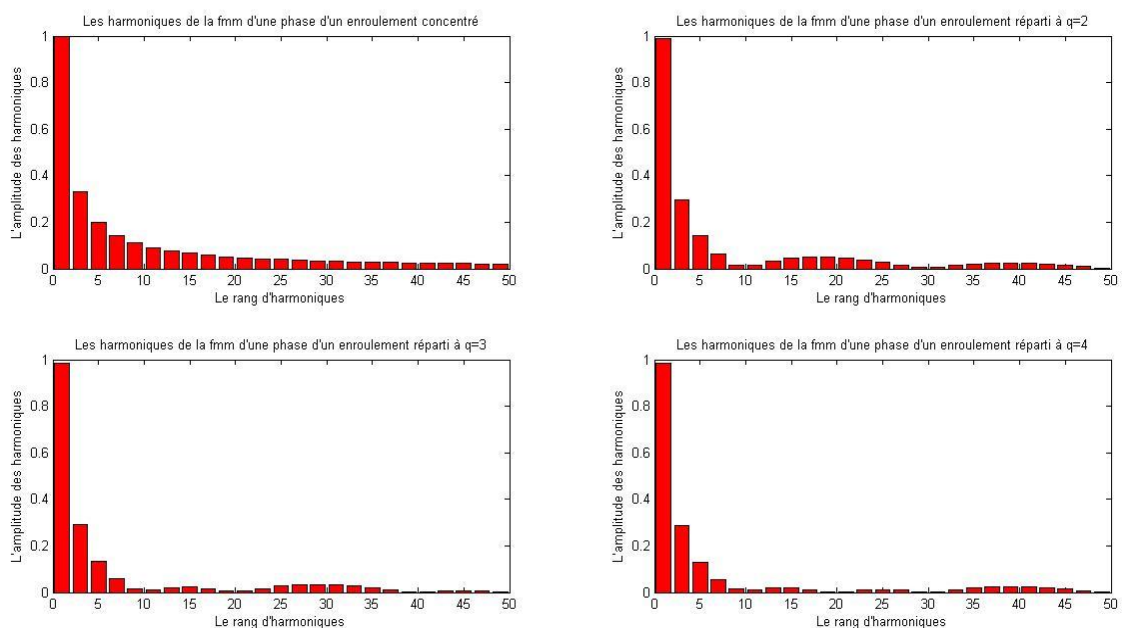 Les harmoniques de la fmm d'une phase d'un enroulement concentré
L'amplitude des harmoniques
1
0.8
0.6
0.4
0.2
0
0 5 10 15 20 25 30 35 40 45 50
Le rang d'harmoniques
Les harmoniques de la fmm d'une phase d'un enroulement réparti à q=2
L'amplitude des harmoniques
1
0.8
0.6
0.4
0.2
0
0 5 10 15 20 25 30 35 40 45 50
Le rang d'harmoniques
Les harmoniques de la fmm d'une phase d'un enroulement réparti à q=3
L'amplitude des harmoniques
1
0.8
0.6
0.4
0.2
0
0 5 10 15 20 25 30 35 40 45 50
Le rang d'harmoniques
Les harmoniques de la fmm d'une phase d'un enroulement réparti à q=4
L'amplitude des harmoniques
1
0.8
0.6
0.4
0.2
0
0 5 10 15 20 25 30 35 40 45 50
Le rang d'harmoniques